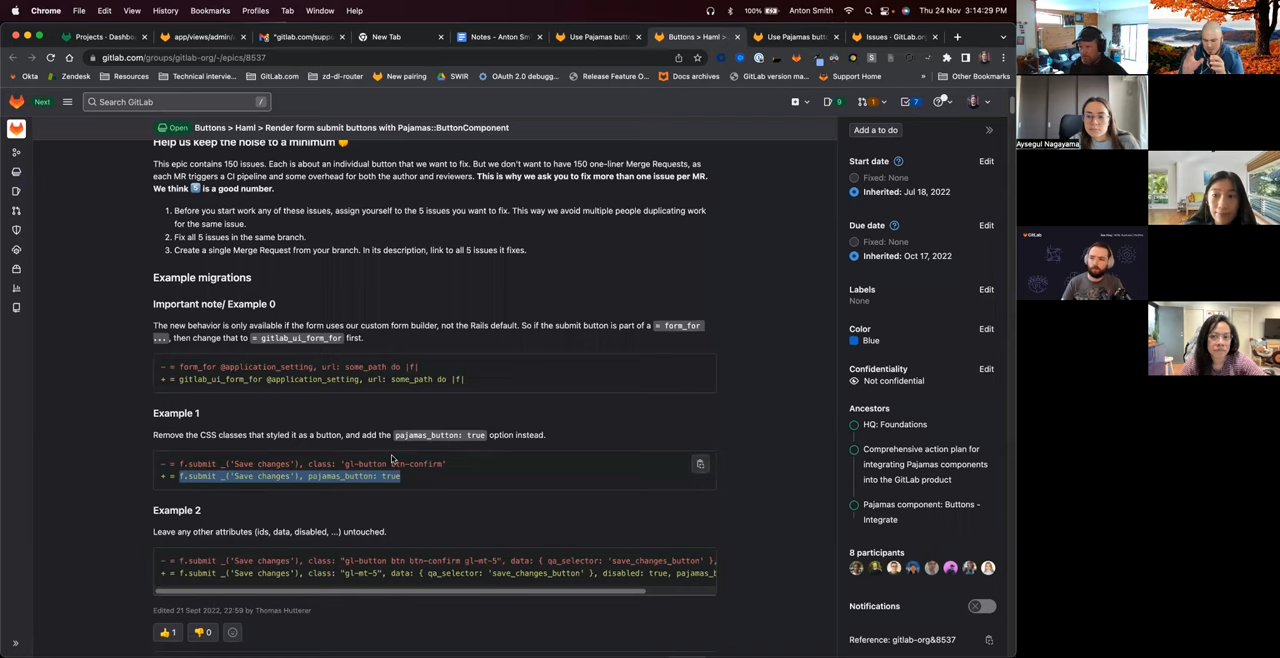 Chrome File Edit View History Bookmarks Profiles Tab Window Help 100% Anton Smith Thu 24 Nov 3:14:29 PM
Projects · Dashbo app/views/admin/ "gitlab.com/suppo New Tab Notes – Anton Smi Use Pajamas butt Buttons > Haml > Use Pajamas butt Issues · GitLab.org
gitlab.com/groups/gitlab-org/-/epics/8537
Okta Zendesk Resources Technical intervie... GitLab.com zd-dl-router New pairing SWIR OAuth 2.0 debugg... Release Feature O... Docs archives GitLab version ma... Support Home » Other Bookmarks
Next Search GitLab / 9 1 7
Open Buttons > Haml > Render form submit buttons with Pajamas::ButtonComponent
Help us keep the noise to a minimum
This epic contains 150 issues. Each is about an individual button that we want to fix. But we don't want to have 150 one-liner Merge Requests, as
each MR triggers a CI pipeline and some overhead for both the author and reviewers. This is why we ask you to fix more than one issue per MR.
We think 5 is a good number.
1. Before you start work any of these issues, assign yourself to the 5 issues you want to fix. This way we avoid multiple people duplicating work
for the same issue.
2. Fix all 5 issues in the same branch.
3. Create a single Merge Request from your branch. In its description, link to all 5 issues it fixes.
Example migrations
Important note/ Example 0
The new behavior is only available if the form uses our custom form builder, not the Rails default. So if the submit button is part of a = form_for
..., then change that to = gitlab_ui_form_for first.
- = form_for @application_setting, url: some_path do |f|
+ = gitlab_ui_form_for @application_setting, url: some_path do |f|
Example 1
Remove the CSS classes that styled it as a button, and add the pajamas_button: true option instead.
- = f.submit _('Save changes'), class: 'gl-button btn-confirm'
+ = f.submit _('Save changes'), pajamas_button: true
Example 2
Leave any other attributes (ids, data, disabled, ...) untouched.
- = f.submit _('Save changes'), class: "gl-button btn btn-confirm gl-mt-5", data: { qa_selector: 'save_changes_button' },
+ = f.submit _('Save changes'), class: "gl-mt-5", data: { qa_selector: 'save_changes_button' }, disabled: true, pajamas_b
Edited 21 Sept 2022, 22:59 by Thomas Hutterer
1 0
Add a to do
Start date Edit
Fixed: None
Inherited: Jul 18, 2022
Due date Edit
Fixed: None
Inherited: Oct 17, 2022
Labels Edit
None
Color Edit
Blue
Confidentiality Edit
Not confidential
Ancestors
HQ: Foundations
Comprehensive action plan for
integrating Pajamas components
into the GitLab product
Pajamas component: Buttons -
Integrate
8 participants
Notifications
Reference: gitlab-org&8537
Aysegul Nagayama